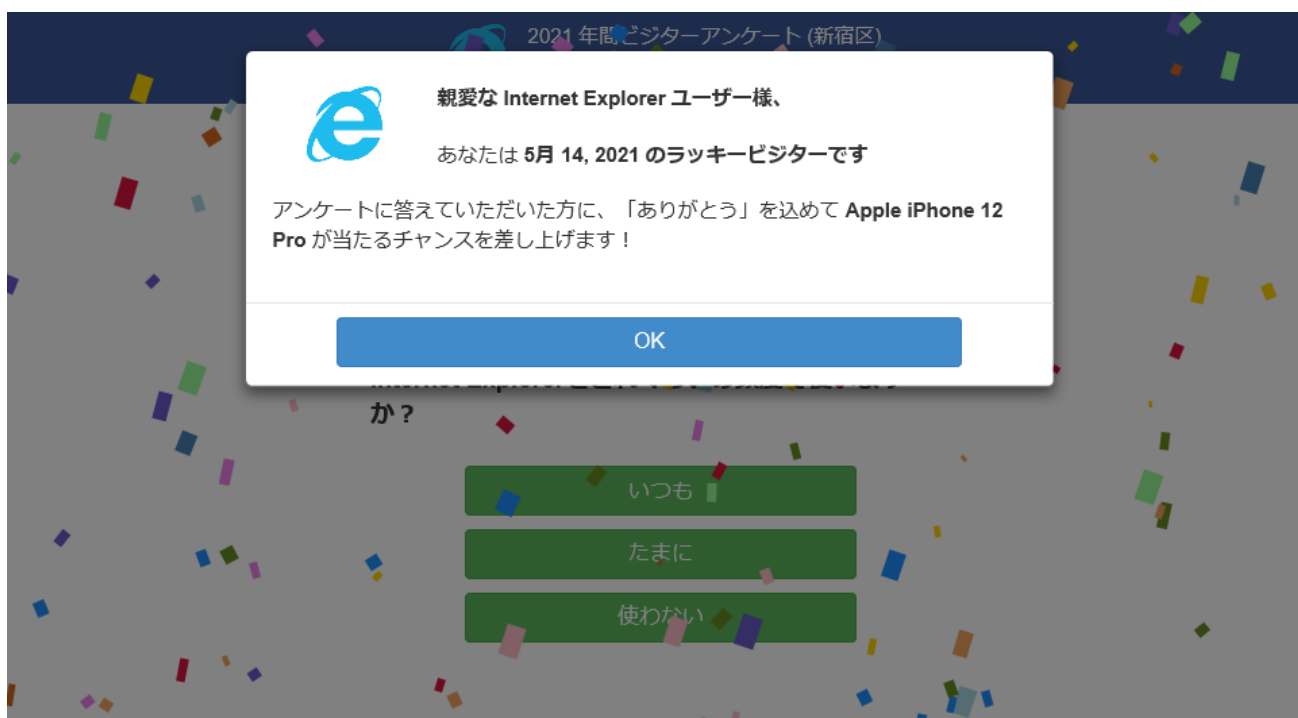 2021 年間ビジターアンケート (新宿区)
親愛な Internet Explorer ユーザー様、
あなたは 5月 14, 2021 のラッキービジターです
アンケートに答えていただいた方に、「ありがとう」を込めて Apple iPhone 12
Pro が当たるチャンスを差し上げます！
OK
か？
いつも
たまに
使わない